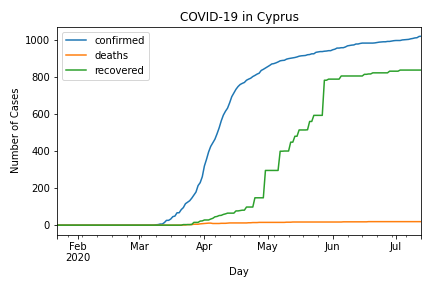 COVID-19 in Cyprus
confirmed
deaths
recovered
Number of Cases
1000
800
600
400
200
0
Feb
2020
Mar
Apr
May
Jun
Jul
Day